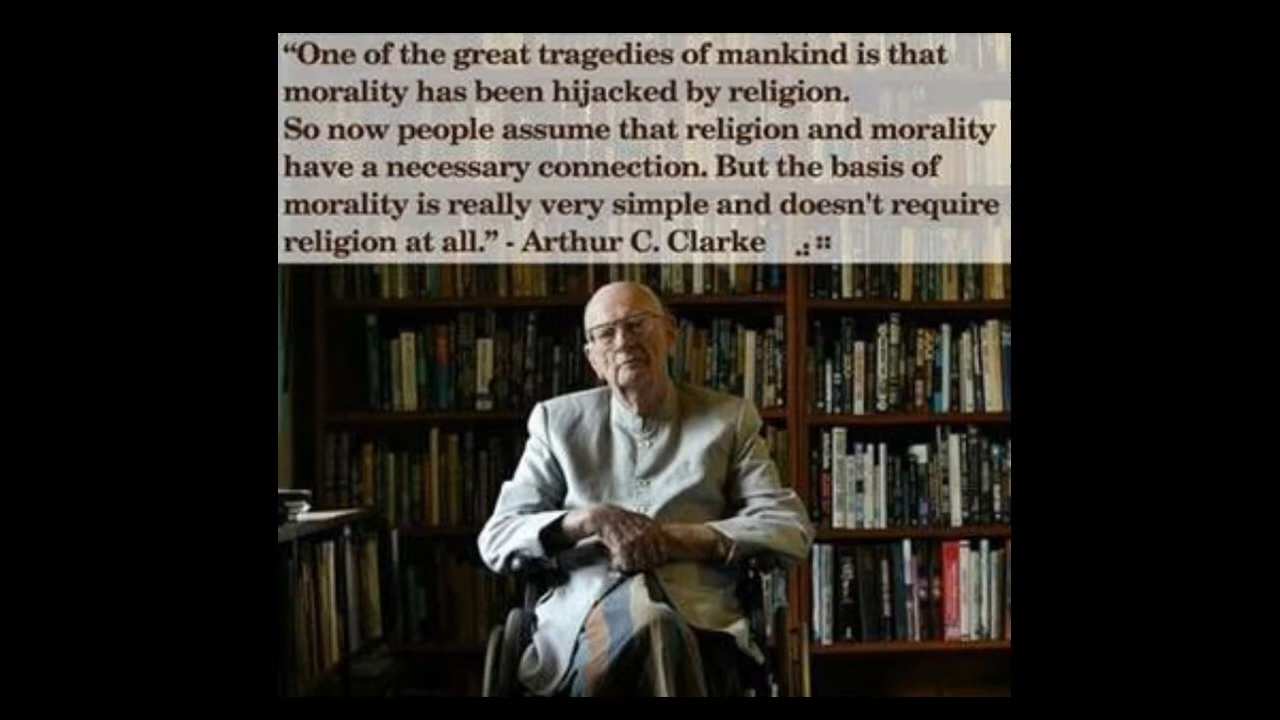 “One of the great tragedies of mankind is that
morality has been hijacked by religion.
So now people assume that religion and morality
have a necessary connection. But the basis of
morality is really very simple and doesn't require
religion at all.” - Arthur C. Clarke